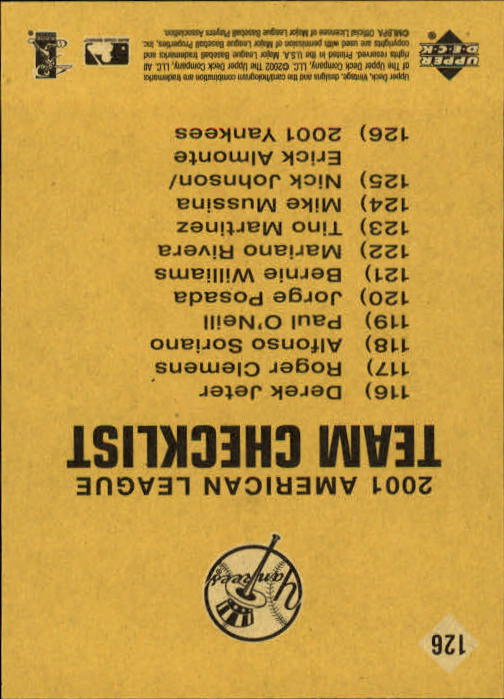 126
Yankees
2001 AMERICAN LEAGUE
TEAM CHECKLIST
116) Derek Jeter
117) Roger Clemens
118) Alfonso Soriano
119) Paul O'Neill
120) Jorge Posada
121) Bernie Williams
122) Mariano Rivera
123) Tino Martinez
124) Mike Mussina
125) Nick Johnson/
Erick Almonte
126) 2001 Yankees
UPPER
DECK
Upper Deck, Vintage, designs and the card/hologram combination are trademarks
of The Upper Deck Company, LLC. ©2002 The Upper Deck Company, LLC. All
rights reserved. Printed in the U.S.A. Major League Baseball trademarks and
copyrights are used with permission of Major League Baseball Properties, Inc.
©MLBPA Official Licensee of Major League Baseball Players Association.